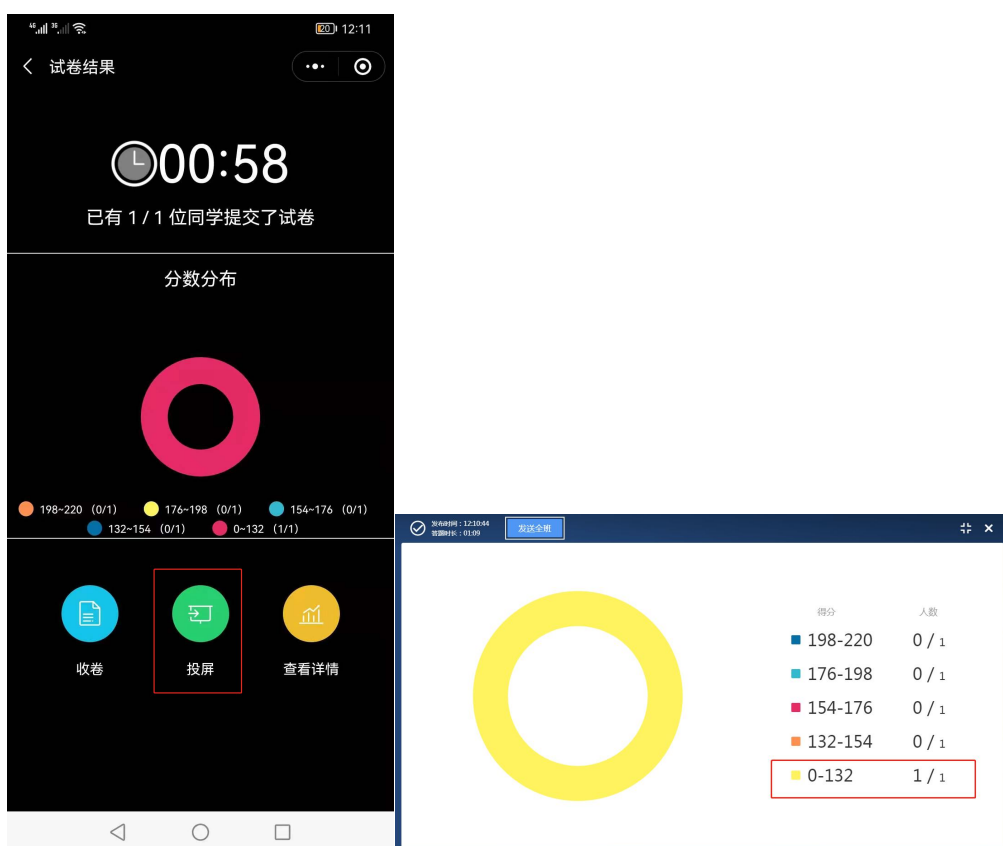 4G 3G 20 12:11
试卷结果
00:58
已有 1 / 1 位同学提交了试卷
分数分布
198~220 (0/1) 176~198 (0/1) 154~176 (0/1)
132~154 (0/1) 0~132 (1/1)
收卷 投屏 查看详情
发布时间：12:10:44
答题时长：01:09
发送全班
得分 人数
198-220 0 / 1
176-198 0 / 1
154-176 0 / 1
132-154 0 / 1
0-132 1 / 1